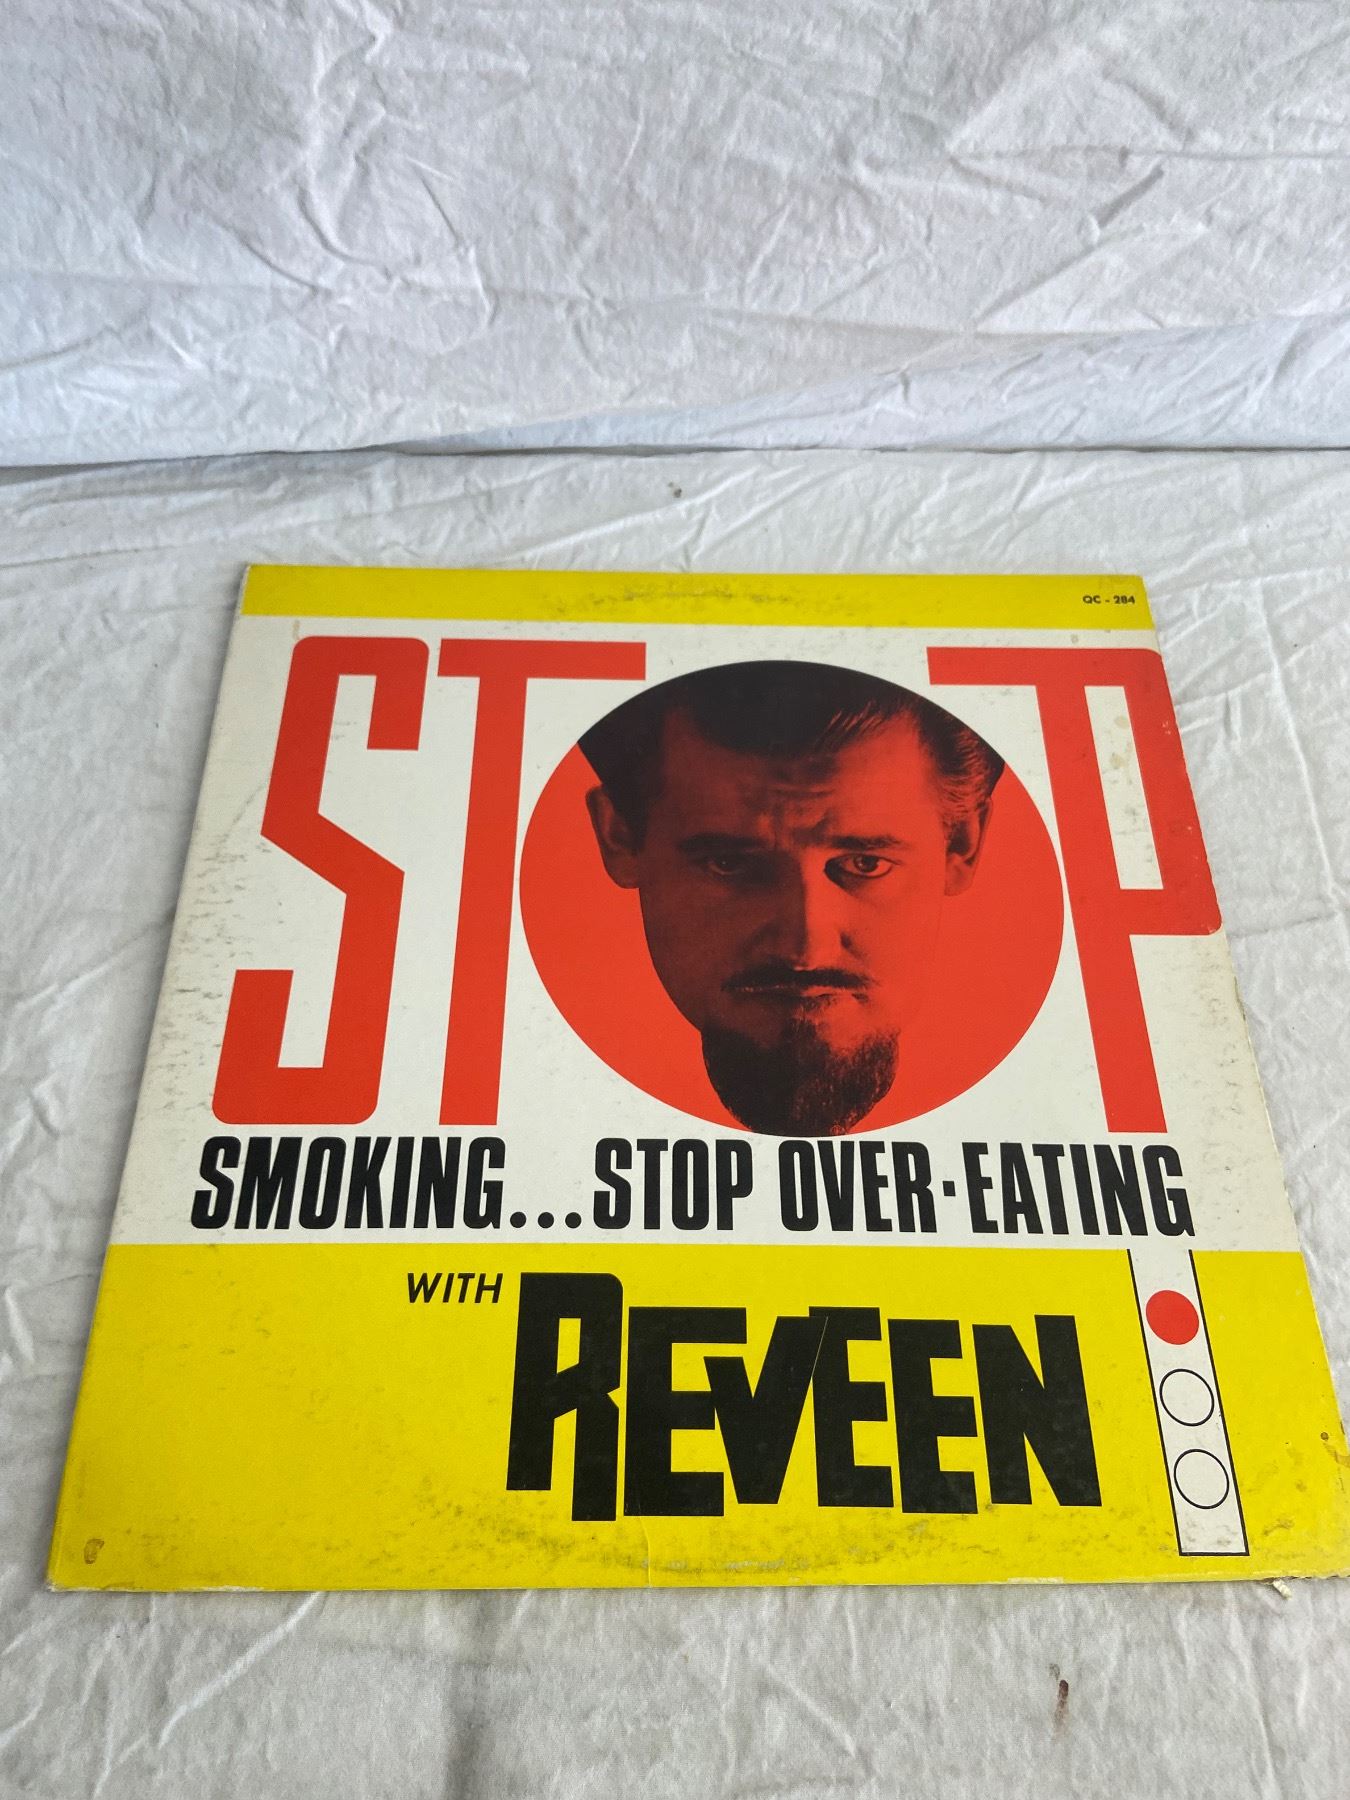 QC - 284
STOP
SMOKING...STOP OVER-EATING
WITH REVEEN